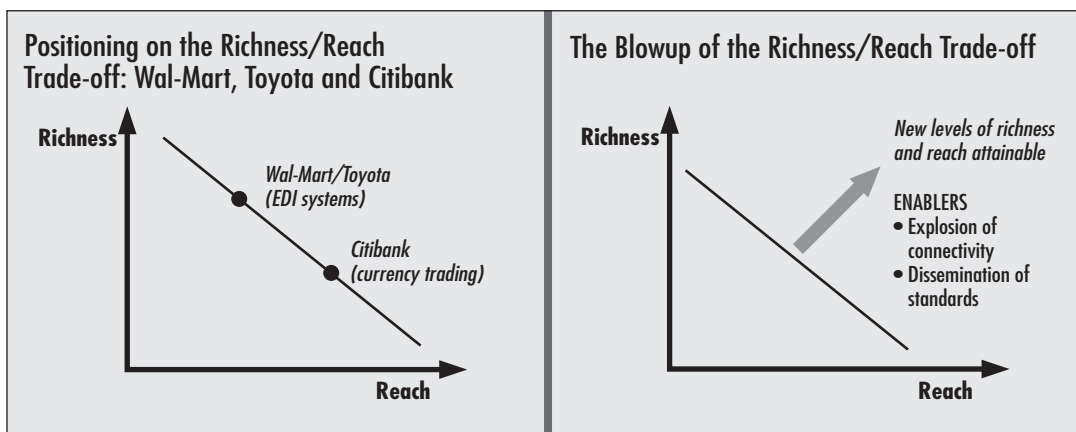 Positioning on the Richness/Reach
Trade-off: Wal-Mart, Toyota and Citibank
Richness
Wal-Mart/Toyota
(EDI systems)
Citibank
(currency trading)
Reach
The Blowup of the Richness/Reach Trade-off
Richness
New levels of richness
and reach attainable
ENABLERS
• Explosion of
connectivity
• Dissemination of
standards
Reach